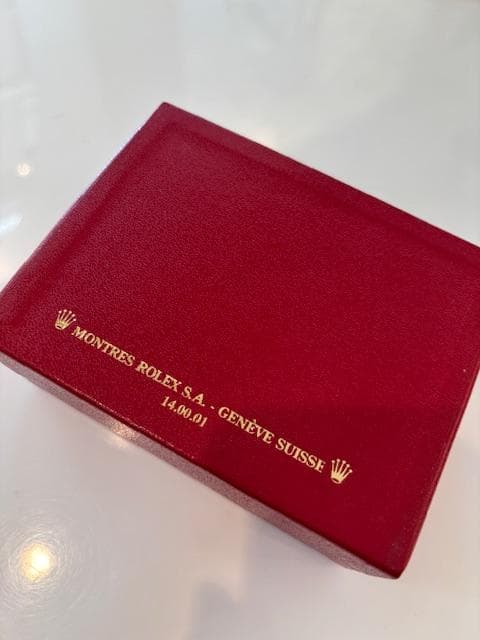 MONTRES ROLEX S.A. - GENÈVE SUISSE
14.00.01